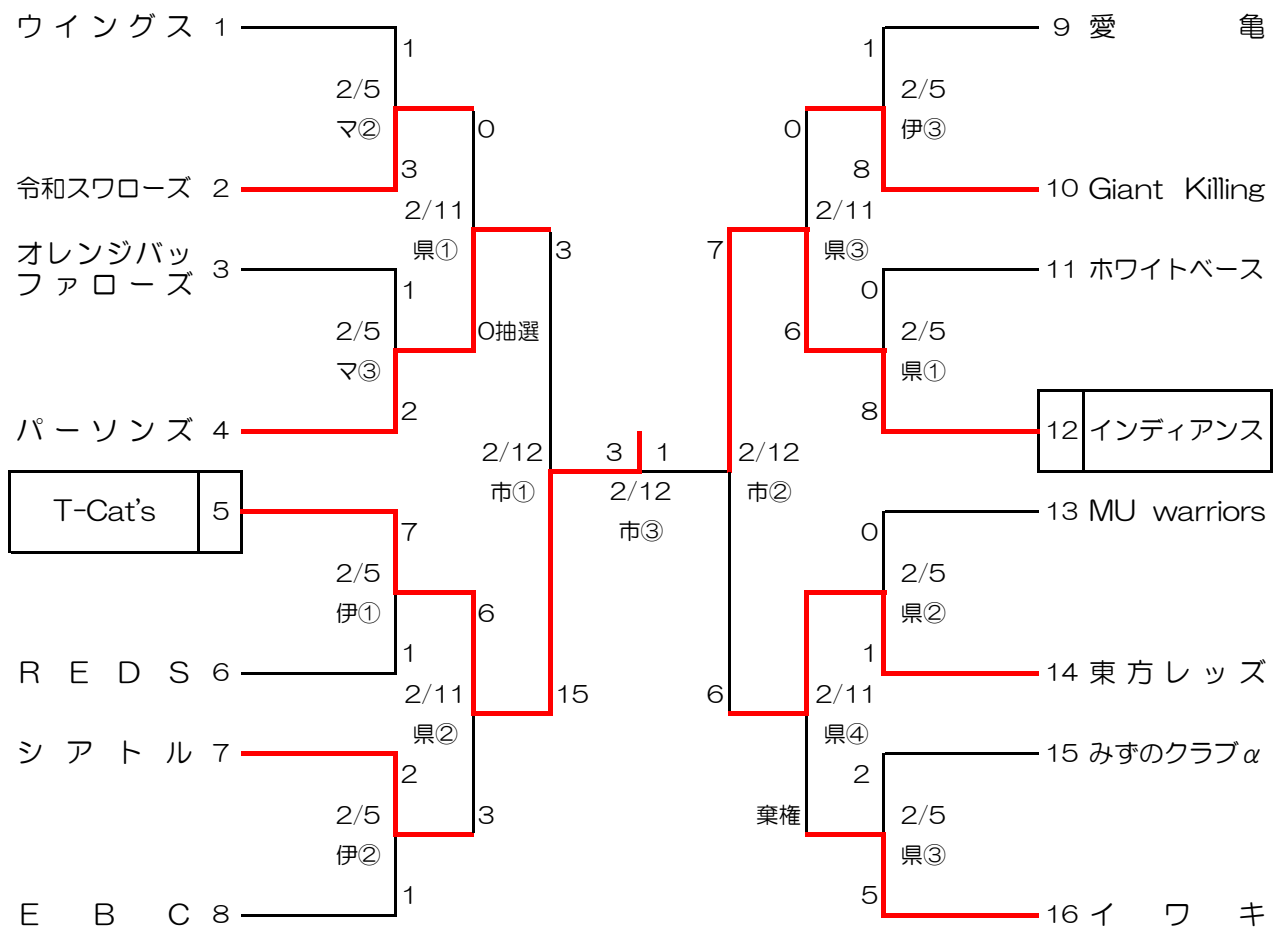 ウイングス 1
1
2/5
マ②
3
令和スワローズ 2
0
2/11
県①
オレンジバッ
ファローズ 3
1
2/5
マ③
2
パーソンズ 4
0抽選
3
T-Cat's 5
7
2/5
伊①
1
REDS 6
6
2/11
県②
シアトル 7
2
2/5
伊②
1
EBC 8
3
15
2/12
市①
3 1
2/12
市③
2/12
市②
7
6
9 愛亀
1
2/5
伊③
8
10 Giant Killing
0
2/11
県③
6
11 ホワイトベース
0
2/5
県①
8
12 インディアンス
13 MU warriors
0
2/5
県②
1
14 東方レッズ
2/11
県④
棄権
15 みずのクラブα
2
2/5
県③
5
16 イワキ